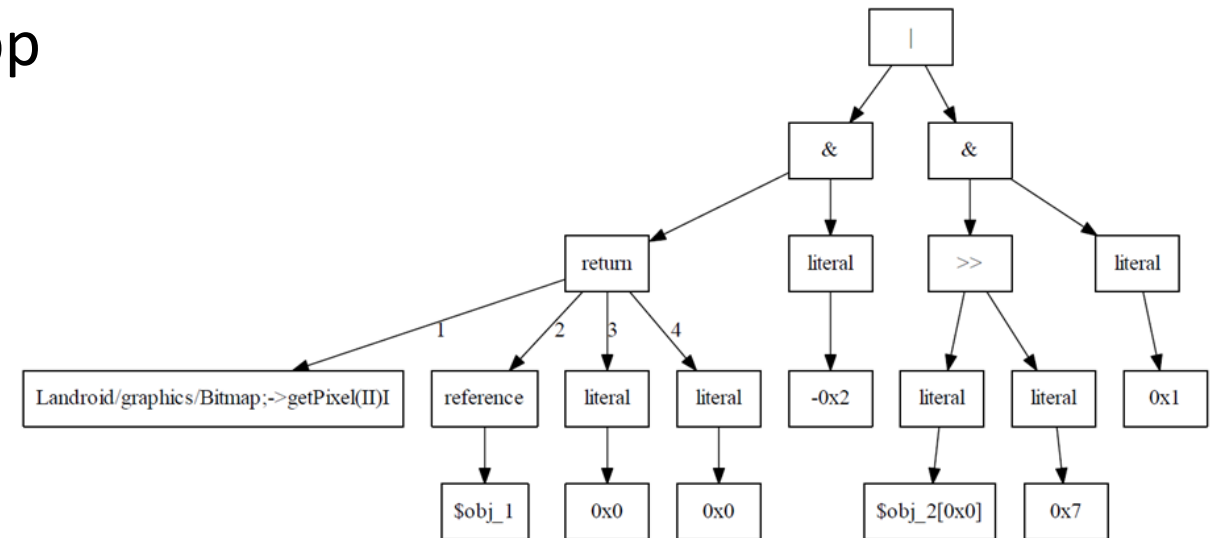 pp
|
& &
return literal >> literal
1 2 3 4
Landroid/graphics/Bitmap;->getPixel(II)I reference literal literal -0x2 literal literal 0x1
$obj_1 0x0 0x0 $obj_2[0x0] 0x7